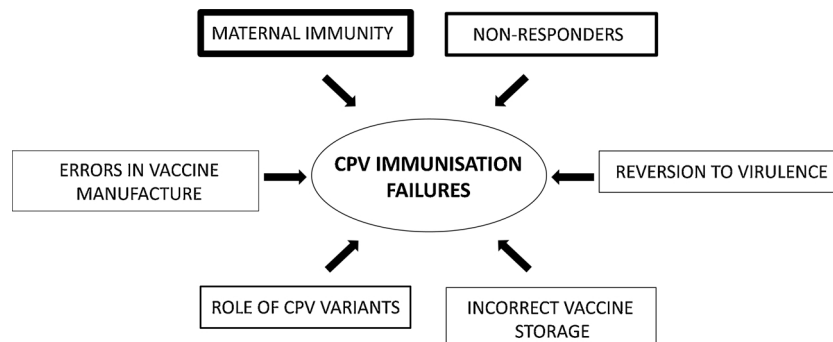 MATERNAL IMMUNITY
NON-RESPONDERS
ERRORS IN VACCINE
MANUFACTURE
CPV IMMUNISATION
FAILURES
REVERSION TO VIRULENCE
ROLE OF CPV VARIANTS
INCORRECT VACCINE
STORAGE